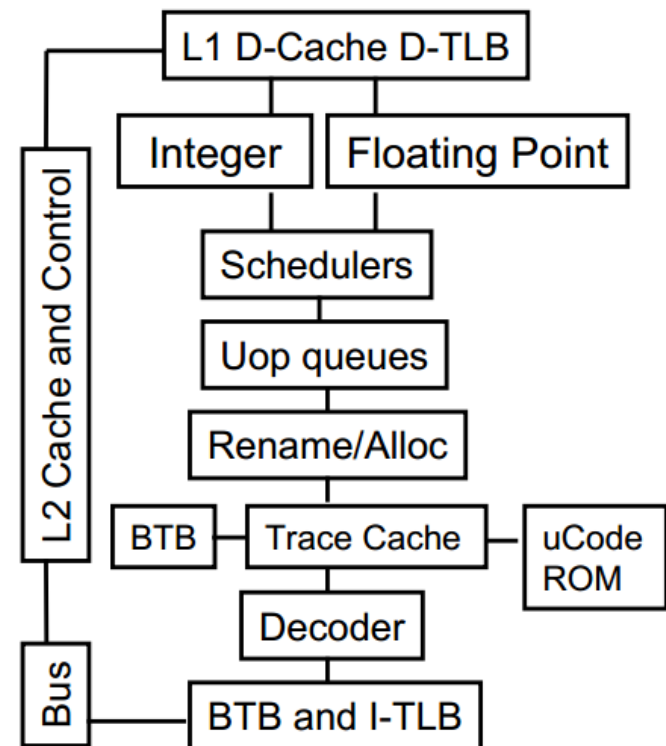 L1 D-Cache D-TLB
Integer
Floating Point
L2 Cache and Control
Schedulers
Uop queues
Rename/Alloc
BTB
Trace Cache
uCode
ROM
Decoder
Bus
BTB and I-TLB